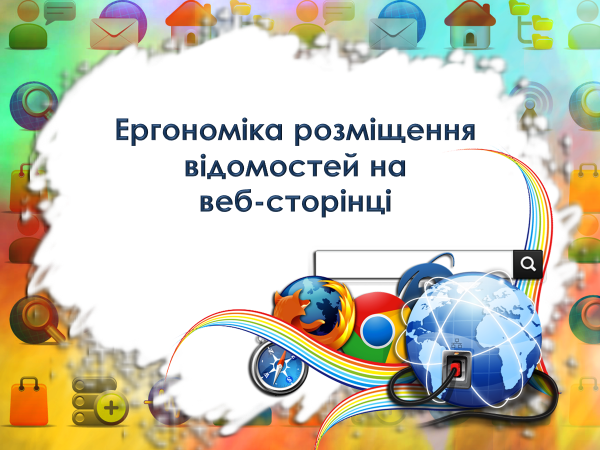 Ергономіка розміщення
відомостей на
веб-сторінці